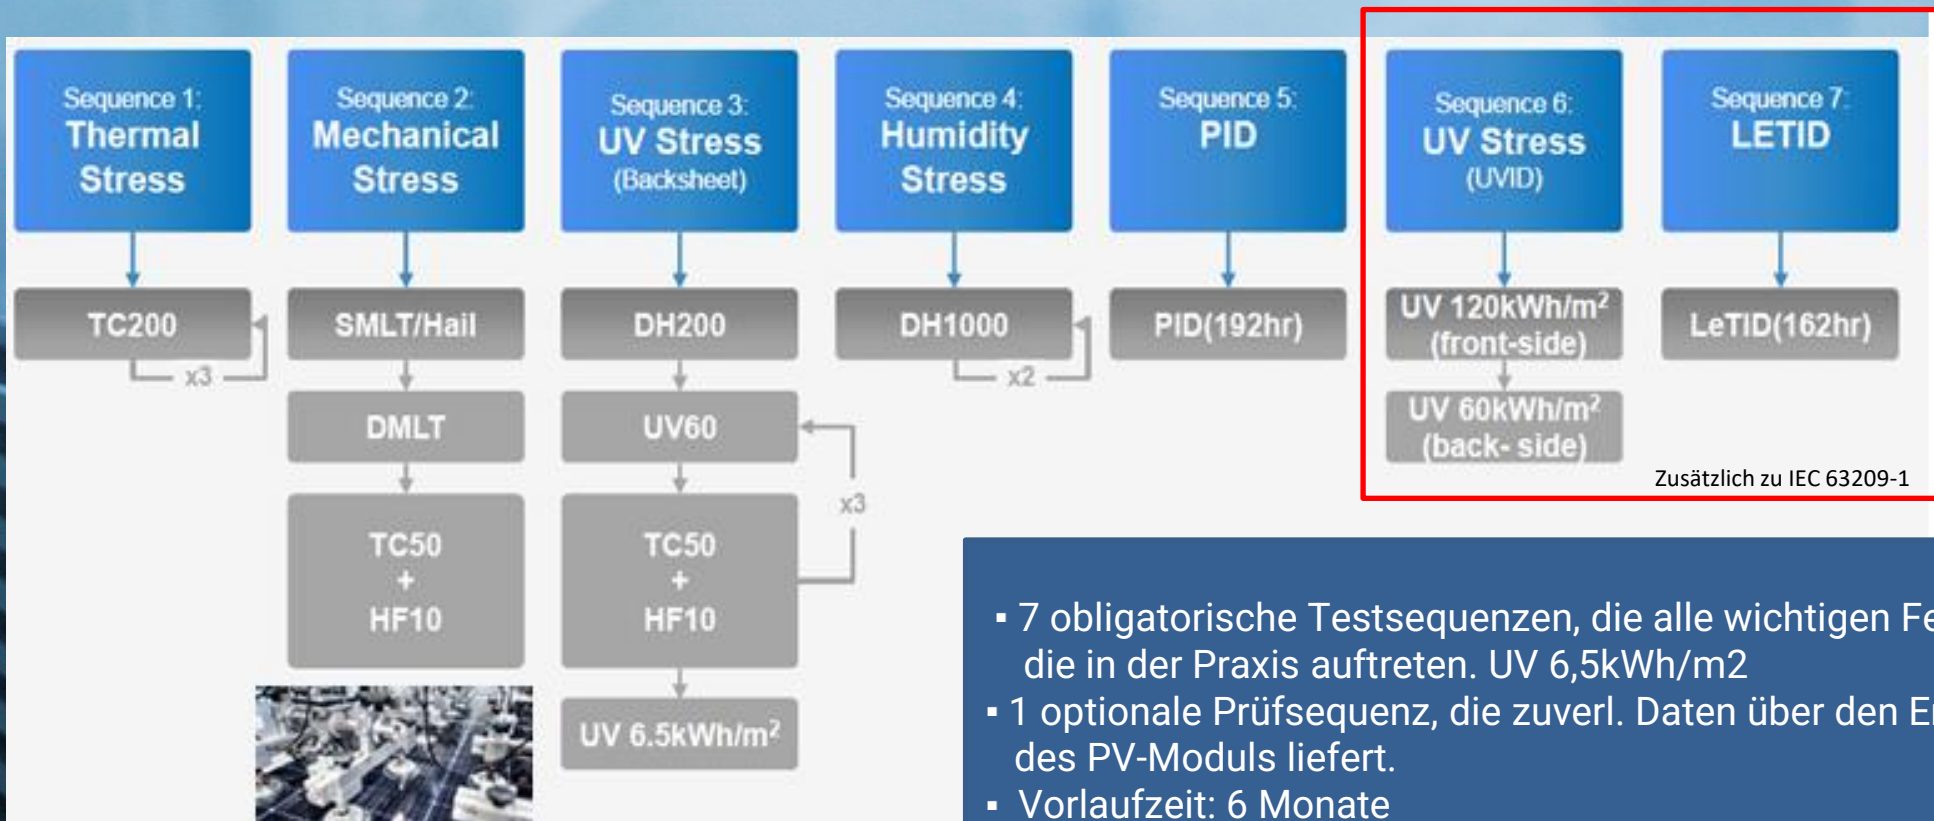 Sequence 1:
Thermal
Stress
TC200
x3
Sequence 2:
Mechanical
Stress
SMLT/Hail
DMLT
TC50
+
HF10
Sequence 3:
UV Stress
(Backsheet)
DH200
UV60
TC50
+
HF10
x3
UV 6.5kWh/m²
Sequence 4:
Humidity
Stress
DH1000
x2
Sequence 5:
PID
PID(192hr)
Sequence 6:
UV Stress
(UVID)
UV 120kWh/m²
(front-side)
UV 60kWh/m²
(back- side)
Sequence 7:
LETID
LeTID(162hr)
Zusätzlich zu IEC 63209-1
▪ 7 obligatorische Testsequenzen, die alle wichtigen
die in der Praxis auftreten. UV 6,5kWh/m2
▪ 1 optionale Prüfsequenz, die zuverl. Daten über den
des PV-Moduls liefert.
▪ Vorlaufzeit: 6 Monate